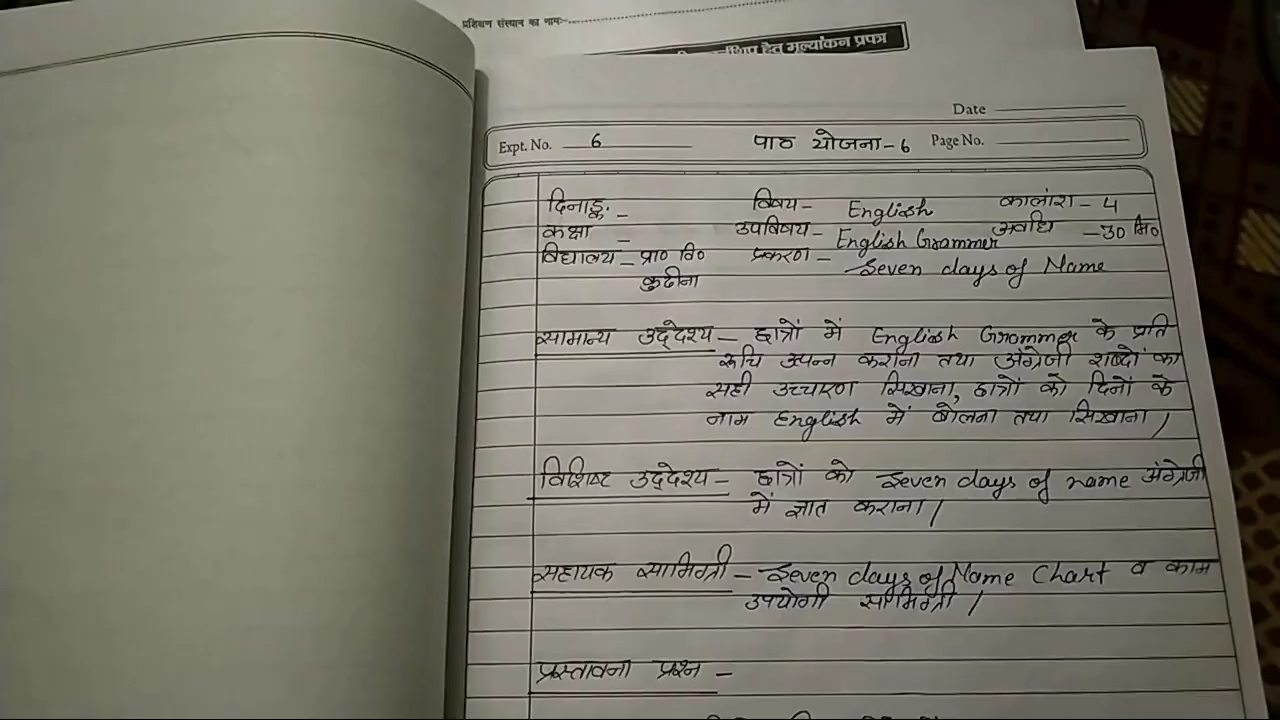 प्रशिक्षण संस्थान का नामः-
हेतु मूल्यांकन प्रपत्र
Date
Expt. No. 6 पाठ योजना-6 Page No.
दिनाङ्कः - विषय- English कालांश - 4
कक्षा - उपविषय- English Grammer अवधि -30 मि०
विद्यालय- प्रा० वि० प्रकरण - Seven days of Name
कुढीना
सामान्य उद्देश्य - छात्रों में English Grammer के प्रति
रूचि उत्पन्न कराना तथा अंग्रेजी शब्दों का
सही उच्चारण सिखाना, छात्रों को दिनों के
नाम English में बोलना तथा सिखाना।
विशिष्ट उद्देश्य - छात्रों को Seven days of name अंग्रेजी
में ज्ञात कराना।
सहायक सामिग्री - Seven days of Name Chart व काम
उपयोगी सामिग्री।
प्रस्तावना प्रश्न -